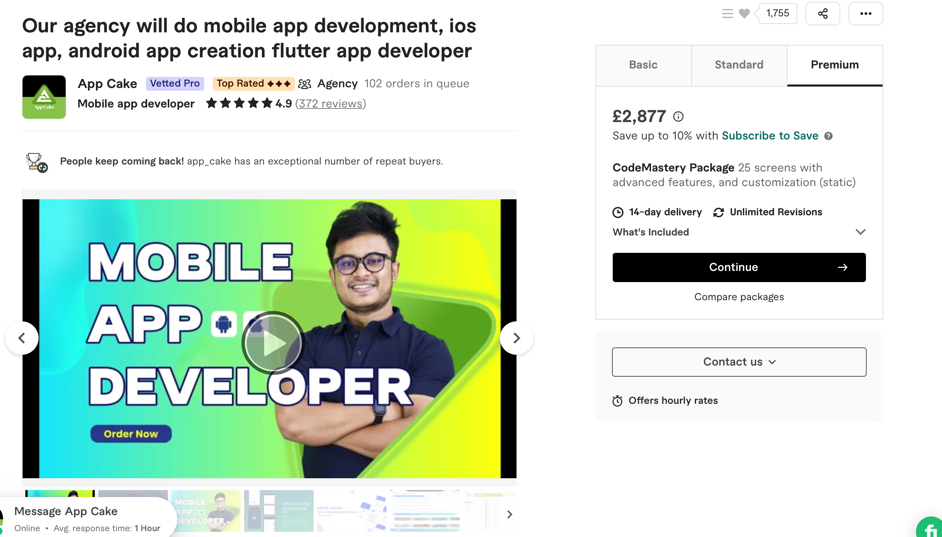 Our agency will do mobile app development, ios
app, android app creation flutter app developer
App Cake Vetted Pro Top Rated Agency 102 orders in queue
Mobile app developer 4.9 (372 reviews)
People keep coming back! app_cake has an exceptional number of repeat buyers.
MOBILE
APP
DEVELOPER
Order Now
Message App Cake
Online • Avg. response time: 1 Hour
1,755
Basic Standard Premium
£2,877
Save up to 10% with Subscribe to Save
CodeMastery Package 25 screens with
advanced features, and customization (static)
14-day delivery Unlimited Revisions
What's Included
Continue
Compare packages
Contact us
Offers hourly rates
fi